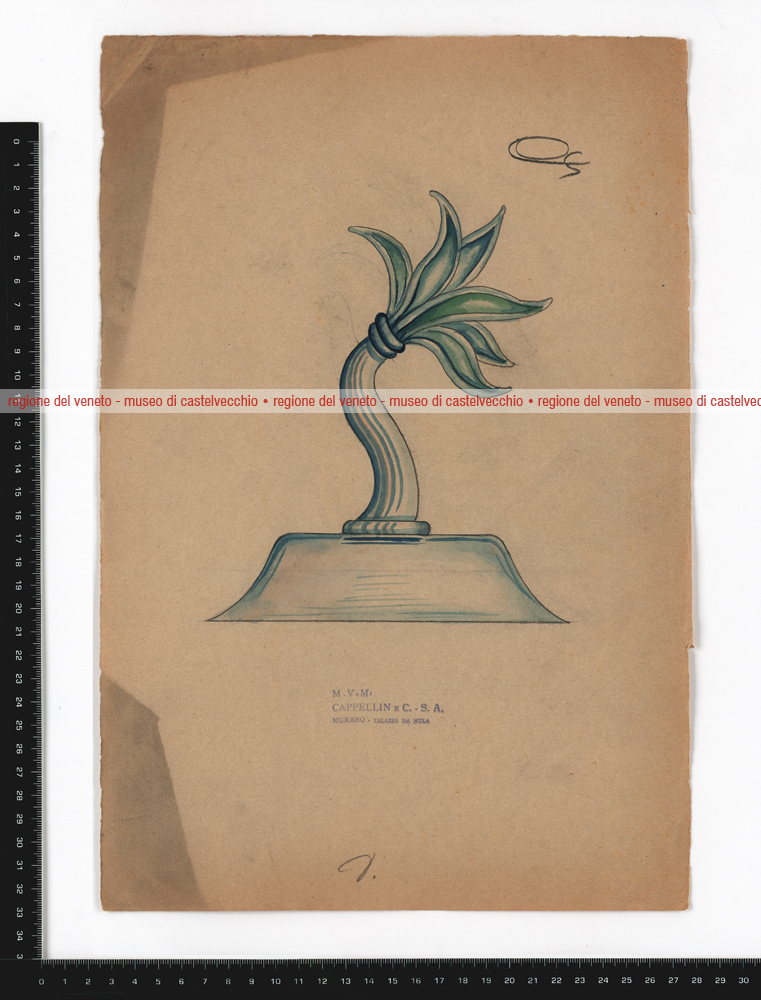 regione del veneto - museo di castelvecchio • regione del veneto - museo di castelvecchio • regione del veneto - museo di castelvec
M.V.M.
CAPPELLIN E C. - S. A.
MURANO - PALAZZO DA MULA
0 1 2 3 4 5 6 7 8 9 10 11 12 13 14 15 16 17 18 19 20 21 22 23 24 25 26 27 28 29 30 31 32 33 34 3
0 1 2 3 4 5 6 7 8 9 10 11 12 13 14 15 16 17 18 19 20 21 22 23 24 25 26 27 28 29 30